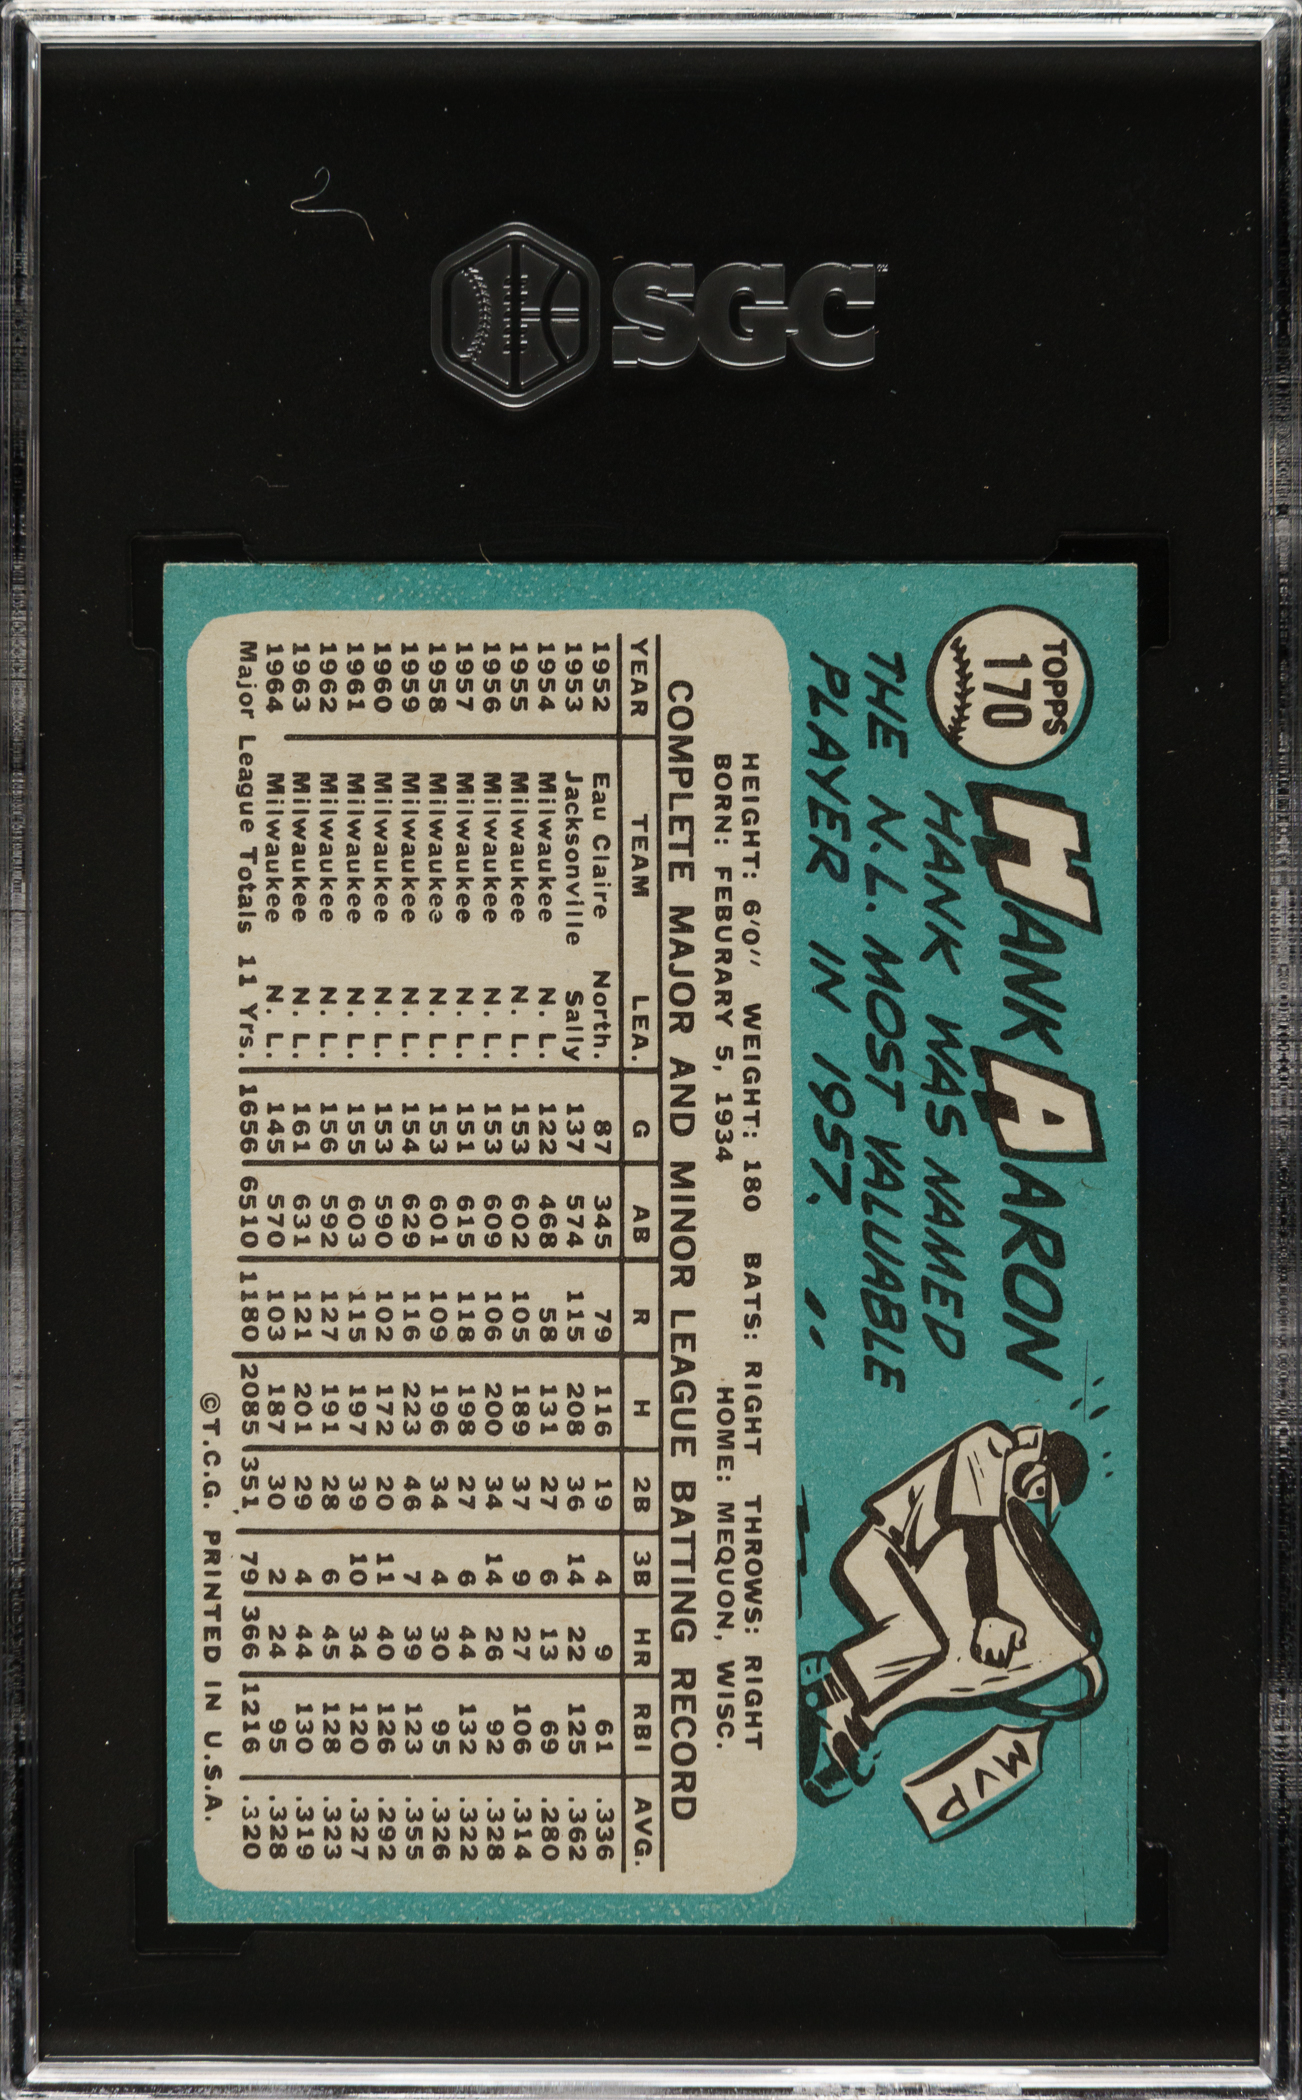 SGC
TOPPS
170
HANK AARON
HANK WAS NAMED
THE N.L. MOST VALUABLE
PLAYER IN 1957.
MVP
HEIGHT: 6'0" WEIGHT: 180 BATS: RIGHT THROWS: RIGHT
BORN: FEBURARY 5, 1934 HOME: MEQUON, WISC.
COMPLETE MAJOR AND MINOR LEAGUE BATTING RECORD
YEAR TEAM LEA. G AB R H 2B 3B HR RBI AVG.
1952 Eau Claire North. 87 345 79 116 19 4 9 61 .336
1953 Jacksonville Sally 137 574 115 208 36 14 22 125 .362
1954 Milwaukee N. L. 122 468 58 131 27 6 13 69 .280
1955 Milwaukee N. L. 153 602 105 189 37 9 27 106 .314
1956 Milwaukee N. L. 153 609 106 200 34 14 26 92 .328
1957 Milwaukee N. L. 151 615 118 198 27 6 44 132 .322
1958 Milwaukee N. L. 153 601 109 196 34 4 30 95 .326
1959 Milwaukee N. L. 154 629 116 223 46 7 39 123 .355
1960 Milwaukee N. L. 153 590 102 172 20 11 40 126 .292
1961 Milwaukee N. L. 155 603 115 197 39 10 34 120 .327
1962 Milwaukee N. L. 156 592 127 191 28 6 45 128 .323
1963 Milwaukee N. L. 161 631 121 201 29 4 44 130 .319
1964 Milwaukee N. L. 145 570 103 187 30 2 24 95 .328
Major League Totals 11 Yrs. 1656 6510 1180 2085 351 79 366 1216 .320
©T.C.G. PRINTED IN U.S.A.